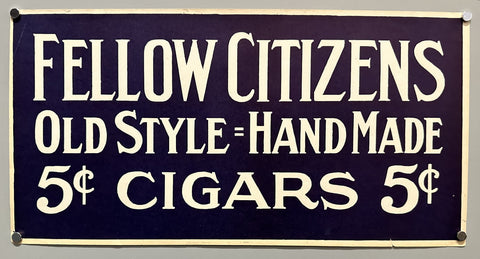 FELLOW CITIZENS
OLD STYLE = HAND MADE
5¢ CIGARS 5¢